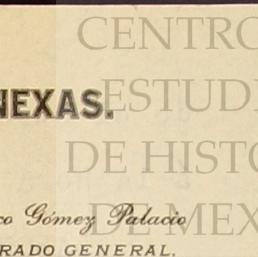 CENTRO
NEXAS.
ESTUDI
DE HISTO
co Gómez Palacio
DE MEX
RADO GENERAL.